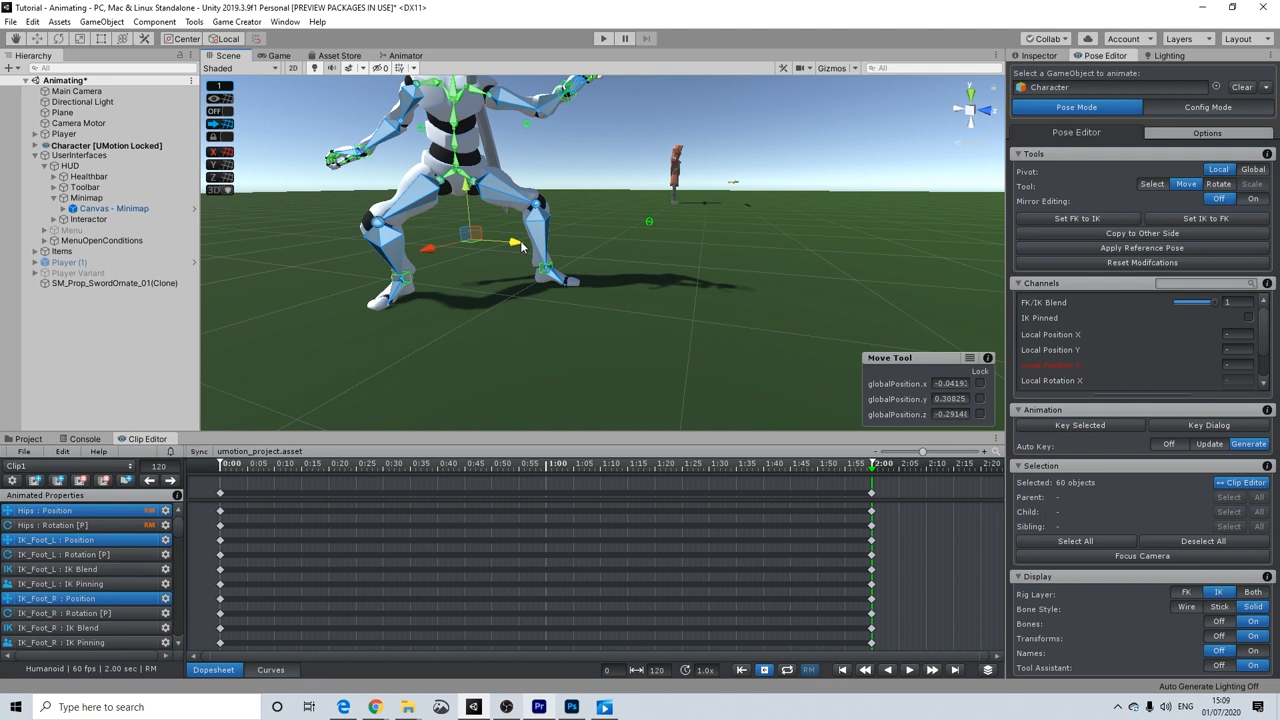 Tutorial - Animating - PC, Mac & Linux Standalone - Unity 2019.3.9f1 Personal [PREVIEW PACKAGES IN USE]* <DX11>
File Edit Assets GameObject Component Tools Game Creator Window Help
Center Local Collab Account Layers Layout
Hierarchy
All
Animating*
Main Camera
Directional Light
Plane
Camera Motor
Player
Character [UMotion Locked]
UserInterfaces
HUD
Healthbar
Toolbar
Minimap
Canvas - Minimap
Interactor
Menu
MenuOpenConditions
Items
Player (1)
Player Variant
SM_Prop_SwordOrnate_01(Clone)
Scene Game Asset Store Animator
Shaded 2D 0 Gizmos All
1
OFF
X
Y
Z
3D
y
z
Move Tool
Lock
globalPosition.x -0.0419
globalPosition.y 0.30825
globalPosition.z -0.2914
Inspector Pose Editor Lighting
Select a GameObject to animate:
Character Clear
Pose Mode Config Mode
Pose Editor Options
Tools
Pivot: Local Global
Tool: Select Move Rotate Scale
Mirror Editing: Off On
Set FK to IK Set IK to FK
Copy to Other Side
Apply Reference Pose
Reset Modifcations
Channels
FK/IK Blend 1
IK Pinned
Local Position X -
Local Position Y -
Local Position Z -
Local Rotation X -
Animation
Key Selected Key Dialog
Auto Key: Off Update Generate
Selection
Selected: 60 objects Clip Editor
Parent: - Select All
Child: - Select All
Sibling: - Select All
Select All Deselect All
Focus Camera
Display
Rig Layer: FK IK Both
Bone Style: Wire Stick Solid
Bones: Off On
Transforms: Off On
Names: Off On
Tool Assistant: Off On
Project Console Clip Editor
File Edit Help Sync umotion_project.asset
Clip1 120
0:00 0:05 0:10 0:15 0:20 0:25 0:30 0:35 0:40 0:45 0:50 0:55 1:00 1:05 1:10 1:15 1:20 1:25 1:30 1:35 1:40 1:45 1:50 1:55 2:00 2:05 2:10 2:15 2:20
Animated Properties
Hips : Position RM
Hips : Rotation [P] RM
IK_Foot_L : Position
IK_Foot_L : Rotation [P]
IK_Foot_L : IK Blend
IK_Foot_L : IK Pinning
IK_Foot_R : Position
IK_Foot_R : Rotation [P]
IK_Foot_R : IK Blend
IK_Foot_R : IK Pinning
Humanoid | 60 fps | 2.00 sec | RM
Dopesheet Curves 0 120 1.0x RM
Auto Generate Lighting Off
Type here to search
ENG
15:09
01/07/2020